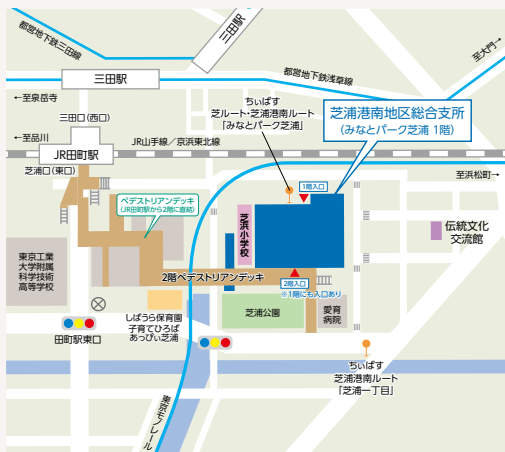 都営地下鉄三田線
三田駅
三田駅
都営地下鉄浅草線
至大門→
←至泉岳寺
三田口(西口)
←至品川
JR田町駅
JR山手線／京浜東北線
芝浦口(東口)
ちぃばす
芝ルート・芝浦港南ルート
「みなとパーク芝浦」
芝浦港南地区総合支所
(みなとパーク芝浦 1階)
至浜松町→
1階入口
ペデストリアンデッキ
(JR田町駅から2階に直結)
芝浜小学校
伝統文化
交流館
東京工業
大学附属
科学技術
高等学校
2階ペデストリアンデッキ
2階入口
※1階にも入口あり
しばうら保育園
子育てひろば
あっぴぃ芝浦
芝浦公園
愛育
病院
田町駅東口
ちぃばす
芝浦港南ルート
「芝浦一丁目」
東京モノレール